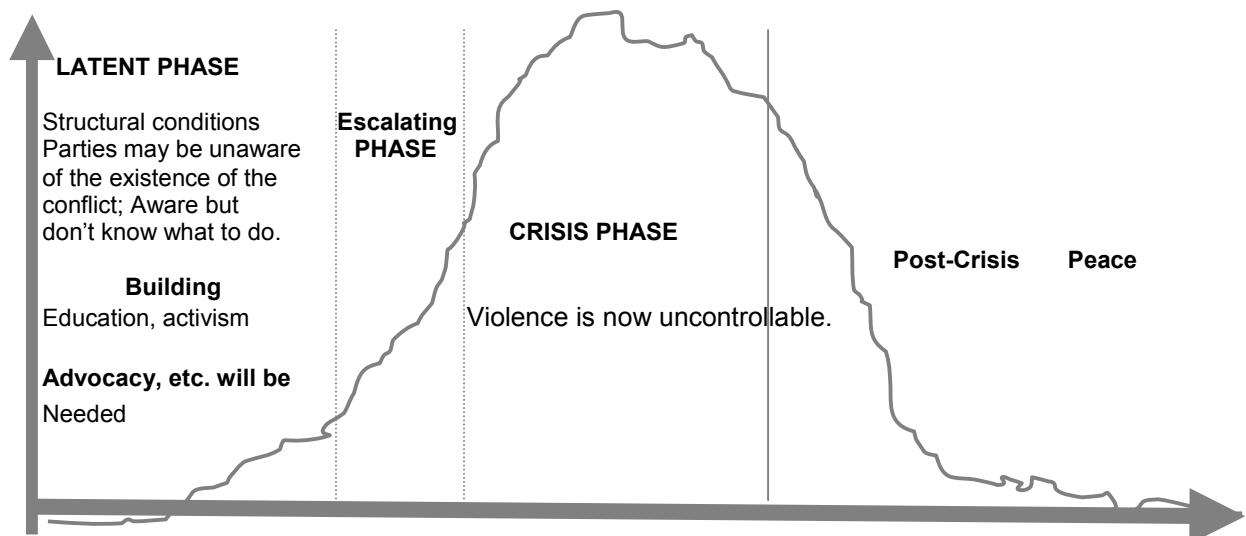 LATENT PHASE
Structural conditions
Parties may be unaware
of the existence of the
conflict; Aware but
don’t know what to do.
Building
Education, activism
Advocacy, etc. will be
Needed
Escalating
PHASE
CRISIS PHASE
Violence is now uncontrollable.
Post-Crisis Peace